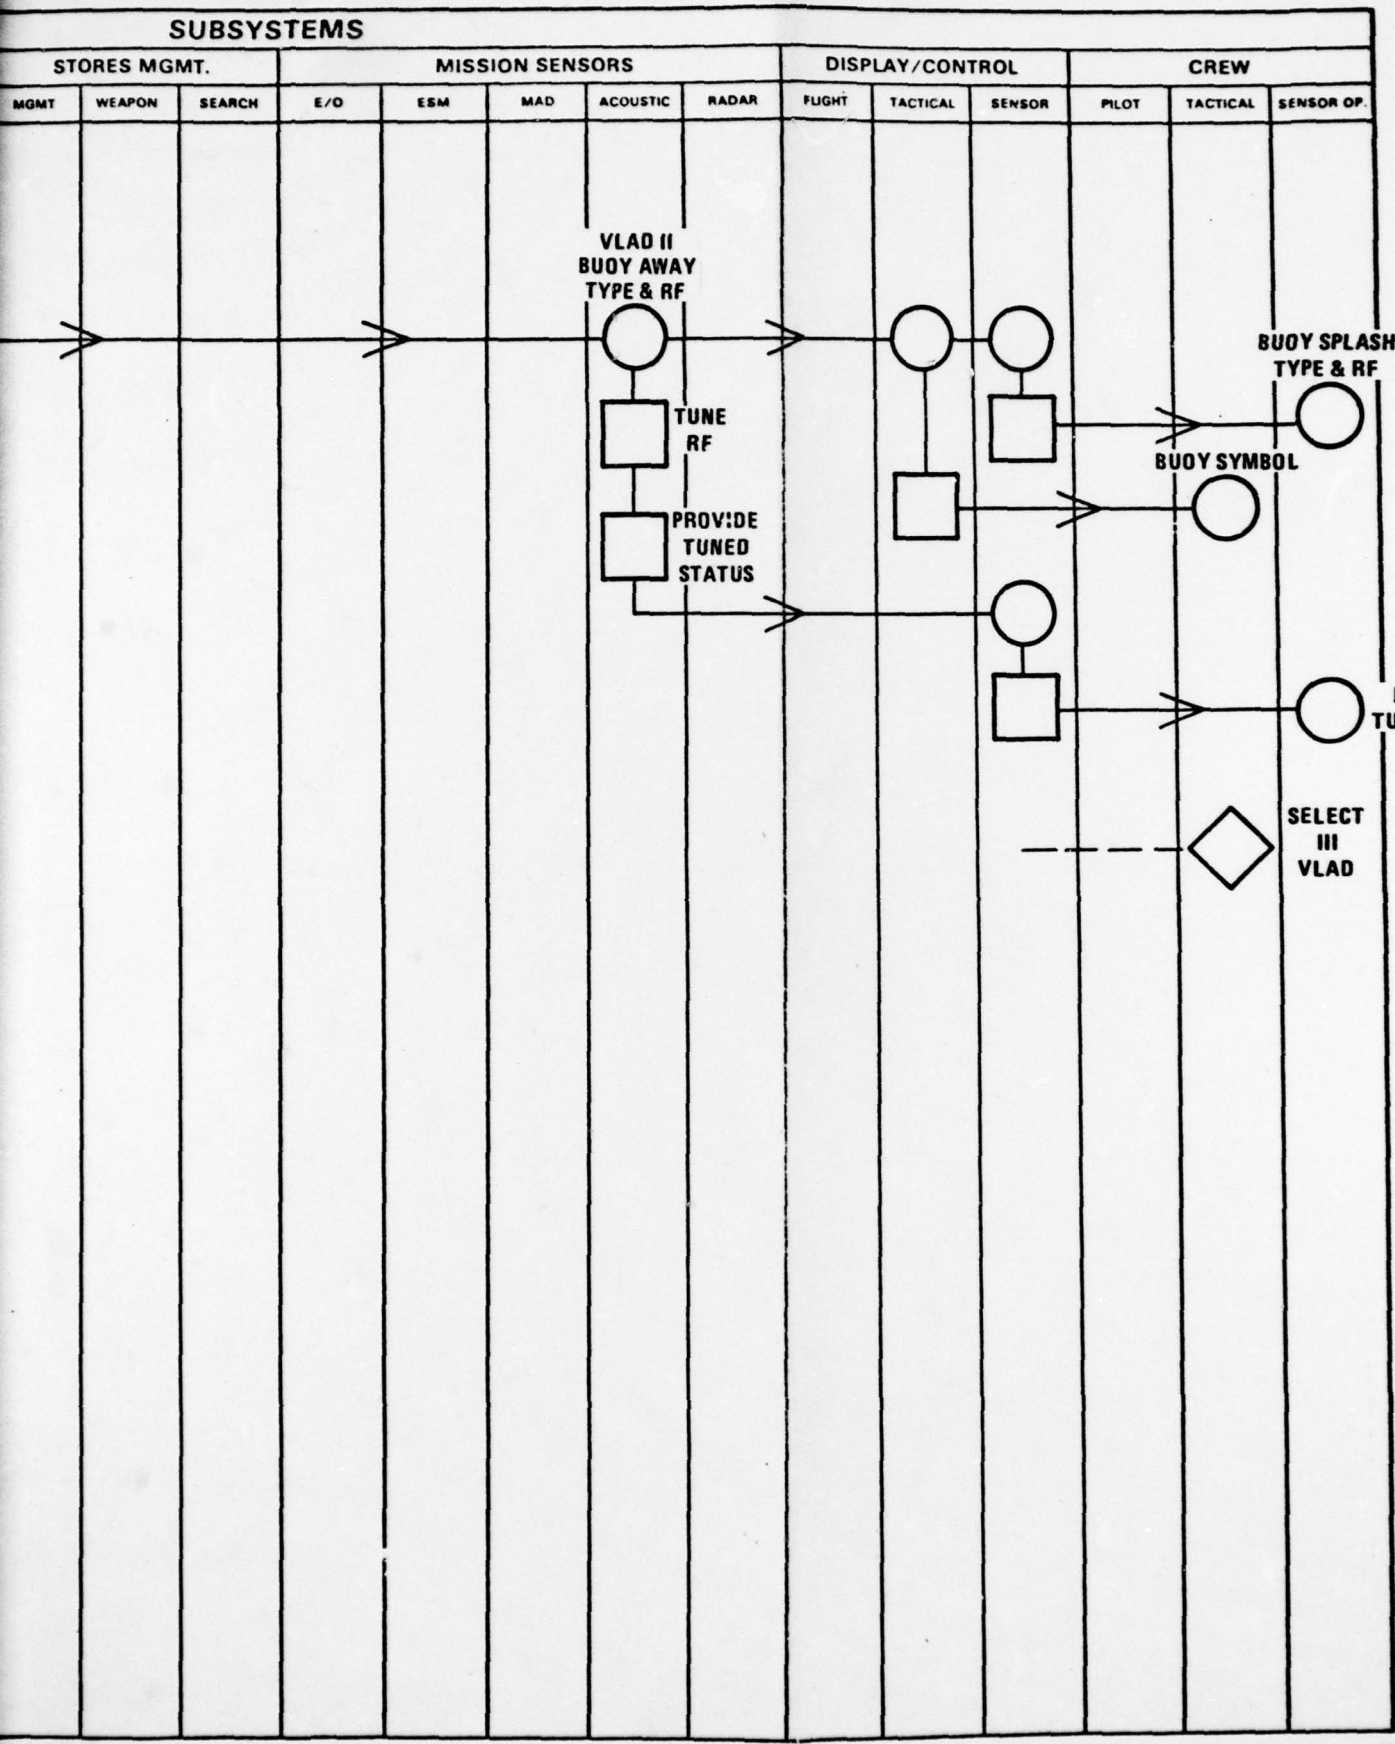 SUBSYSTEMS
STORES MGMT. MISSION SENSORS DISPLAY/CONTROL CREW
MGMT WEAPON SEARCH E/O ESM MAD ACOUSTIC RADAR FLIGHT TACTICAL SENSOR PILOT TACTICAL SENSOR OP.
VLAD II
BUOY AWAY
TYPE & RF
BUOY SPLASH
TYPE & RF
TUNE
RF
BUOY SYMBOL
PROVIDE
TUNED
STATUS
TU
SELECT
III
VLAD